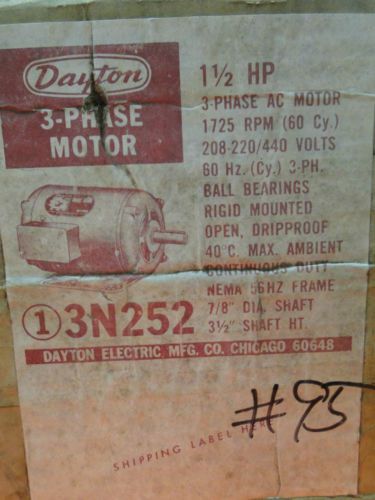 Dayton
3-PHASE
MOTOR
1½ HP
3-PHASE AC MOTOR
1725 RPM (60 Cy.)
208-220/440 VOLTS
60 Hz. (Cy.) 3-PH.
BALL BEARINGS
RIGID MOUNTED
OPEN, DRIPPROOF
40°C. MAX. AMBIENT
CONTINUOUS DUTY
NEMA 56HZ FRAME
7/8" DIA. SHAFT
3½" SHAFT HT.
①3N252
DAYTON ELECTRIC MFG. CO. CHICAGO 60648
#95
SHIPPING LABEL HERE